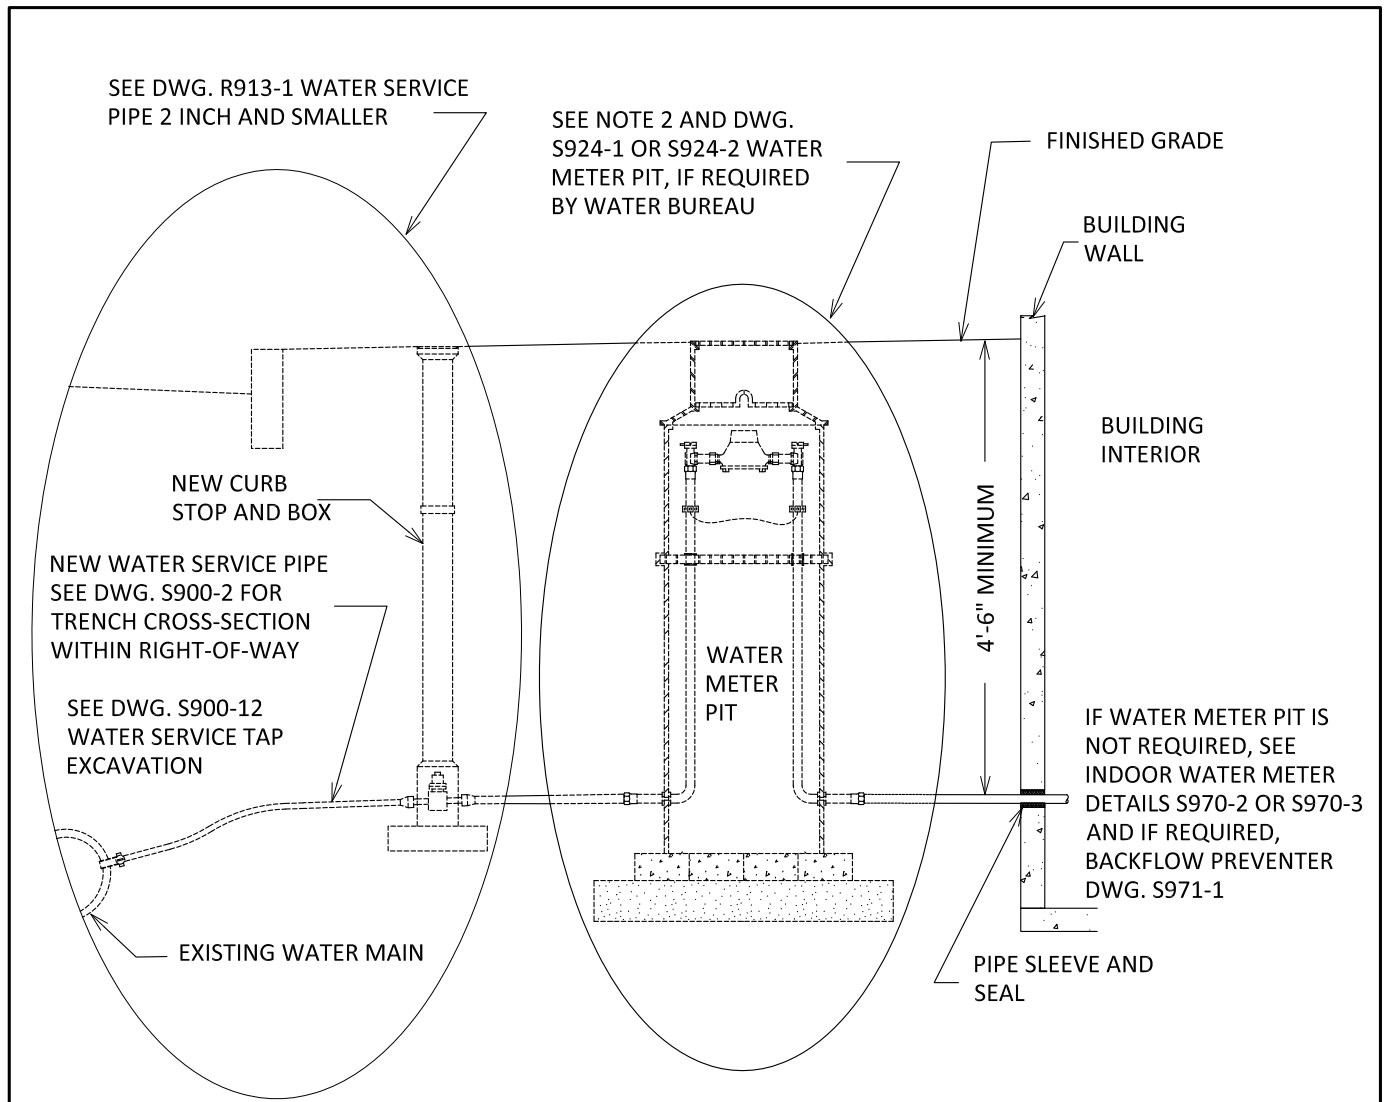 SEE DWG. R913-1 WATER SERVICE
PIPE 2 INCH AND SMALLER
SEE NOTE 2 AND DWG.
S924-1 OR S924-2 WATER
METER PIT, IF REQUIRED
BY WATER BUREAU
FINISHED GRADE
BUILDING
WALL
BUILDING
INTERIOR
NEW CURB
STOP AND BOX
NEW WATER SERVICE PIPE
SEE DWG. S900-2 FOR
TRENCH CROSS-SECTION
WITHIN RIGHT-OF-WAY
4'-6" MINIMUM
WATER
METER
PIT
SEE DWG. S900-12
WATER SERVICE TAP
EXCAVATION
IF WATER METER PIT IS
NOT REQUIRED, SEE
INDOOR WATER METER
DETAILS S970-2 OR S970-3
AND IF REQUIRED,
BACKFLOW PREVENTER
DWG. S971-1
EXISTING WATER MAIN
PIPE SLEEVE AND
SEAL